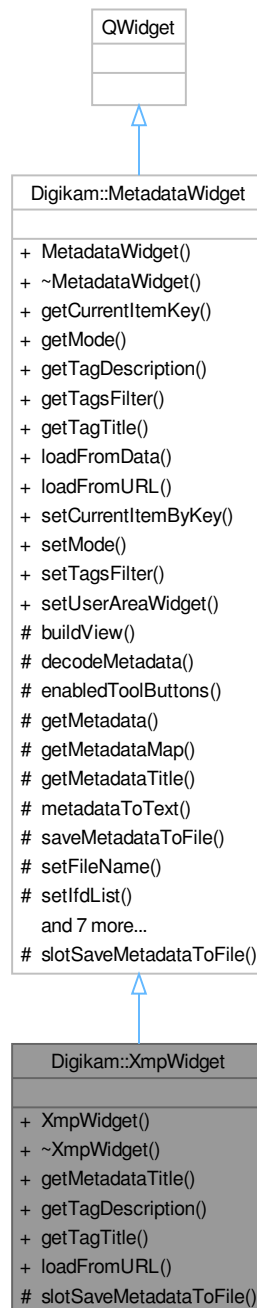 QWidget
Digikam::MetadataWidget
+ MetadataWidget()
+ ~MetadataWidget()
+ getCurrentItemKey()
+ getMode()
+ getTagDescription()
+ getTagsFilter()
+ getTagTitle()
+ loadFromData()
+ loadFromURL()
+ setCurrentItemByKey()
+ setMode()
+ setTagsFilter()
+ setUserAreaWidget()
# buildView()
# decodeMetadata()
# enabledToolButtons()
# getMetadata()
# getMetadataMap()
# getMetadataTitle()
# metadataToText()
# saveMetadataToFile()
# setFileName()
# setIfdList()
and 7 more...
# slotSaveMetadataToFile()
Digikam::XmpWidget
+ XmpWidget()
+ ~XmpWidget()
+ getMetadataTitle()
+ getTagDescription()
+ getTagTitle()
+ loadFromURL()
# slotSaveMetadataToFile()